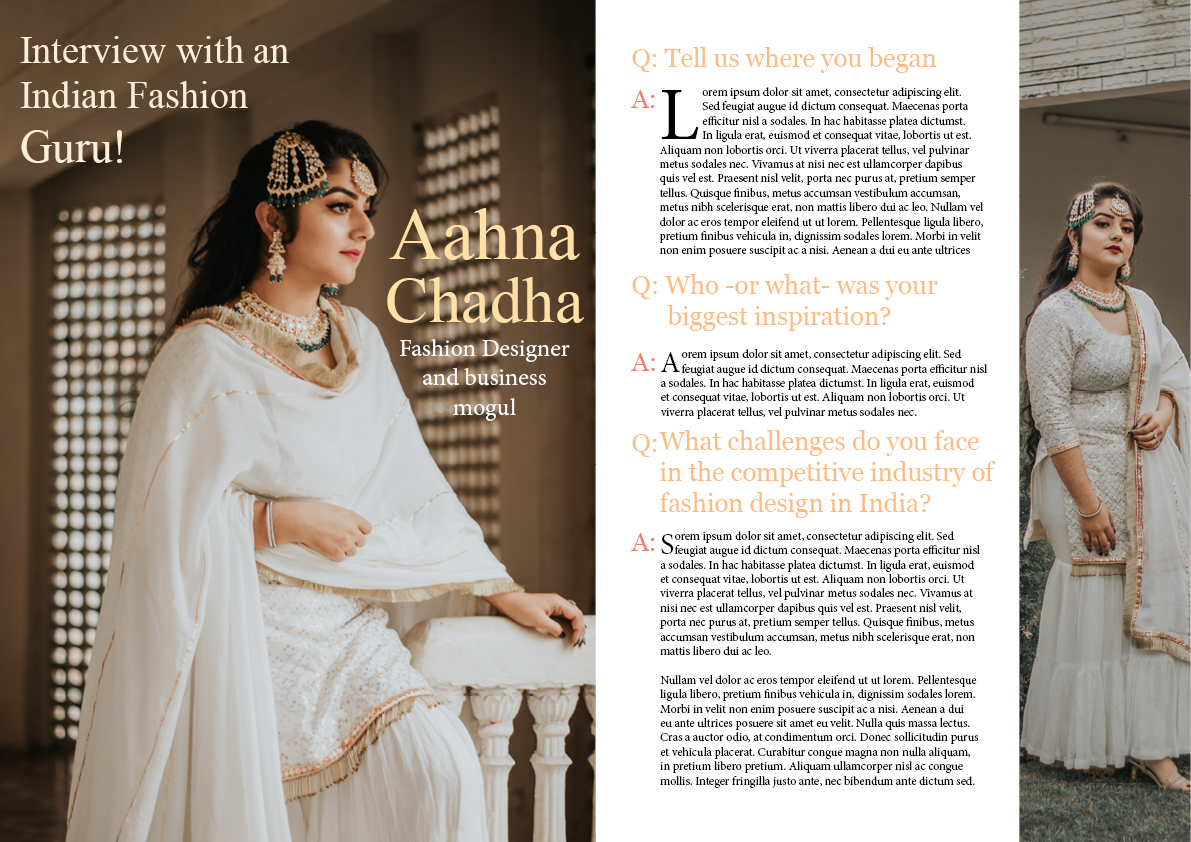 Interview with an
Indian Fashion
Guru!
Aahna
Chadha
Fashion Designer
and business
mogul
Q: Tell us where you began
A: Lorem ipsum dolor sit amet, consectetur adipiscing elit.
Sed feugiat augue id dictum consequat. Maecenas porta
efficitur nisl a sodales. In hac habitasse platea dictumst.
In ligula erat, euismod et consequat vitae, lobortis ut est.
Aliquam non lobortis orci. Ut viverra placerat tellus, vel pulvinar
metus sodales nec. Vivamus at nisi nec est ullamcorper dapibus
quis vel est. Praesent nisl velit, porta nec purus at, pretium semper
tellus. Quisque finibus, metus accumsan vestibulum accumsan,
metus nibh scelerisque erat, non mattis libero dui ac leo. Nullam vel
dolor ac eros tempor eleifend ut ut lorem. Pellentesque ligula libero,
pretium finibus vehicula in, dignissim sodales lorem. Morbi in velit
non enim posuere suscipit ac a nisi. Aenean a dui eu ante ultrices
Q: Who -or what- was your
biggest inspiration?
A: Aorem ipsum dolor sit amet, consectetur adipiscing elit. Sed
feugiat augue id dictum consequat. Maecenas porta efficitur nisl
a sodales. In hac habitasse platea dictumst. In ligula erat, euismod
et consequat vitae, lobortis ut est. Aliquam non lobortis orci. Ut
viverra placerat tellus, vel pulvinar metus sodales nec.
Q: What challenges do you face
in the competitive industry of
fashion design in India?
A: Sorem ipsum dolor sit amet, consectetur adipiscing elit. Sed
feugiat augue id dictum consequat. Maecenas porta efficitur nisl
a sodales. In hac habitasse platea dictumst. In ligula erat, euismod
et consequat vitae, lobortis ut est. Aliquam non lobortis orci. Ut
viverra placerat tellus, vel pulvinar metus sodales nec. Vivamus at
nisi nec est ullamcorper dapibus quis vel est. Praesent nisl velit,
porta nec purus at, pretium semper tellus. Quisque finibus, metus
accumsan vestibulum accumsan, metus nibh scelerisque erat, non
mattis libero dui ac leo.
Nullam vel dolor ac eros tempor eleifend ut ut lorem. Pellentesque
ligula libero, pretium finibus vehicula in, dignissim sodales lorem.
Morbi in velit non enim posuere suscipit ac a nisi. Aenean a dui
eu ante ultrices posuere sit amet eu velit. Nulla quis massa lectus.
Cras a auctor odio, at condimentum orci. Donec sollicitudin purus
et vehicula placerat. Curabitur congue magna non nulla aliquam,
in pretium libero pretium. Aliquam ullamcorper nisl ac congue
mollis. Integer fringilla justo ante, nec bibendum ante dictum sed.